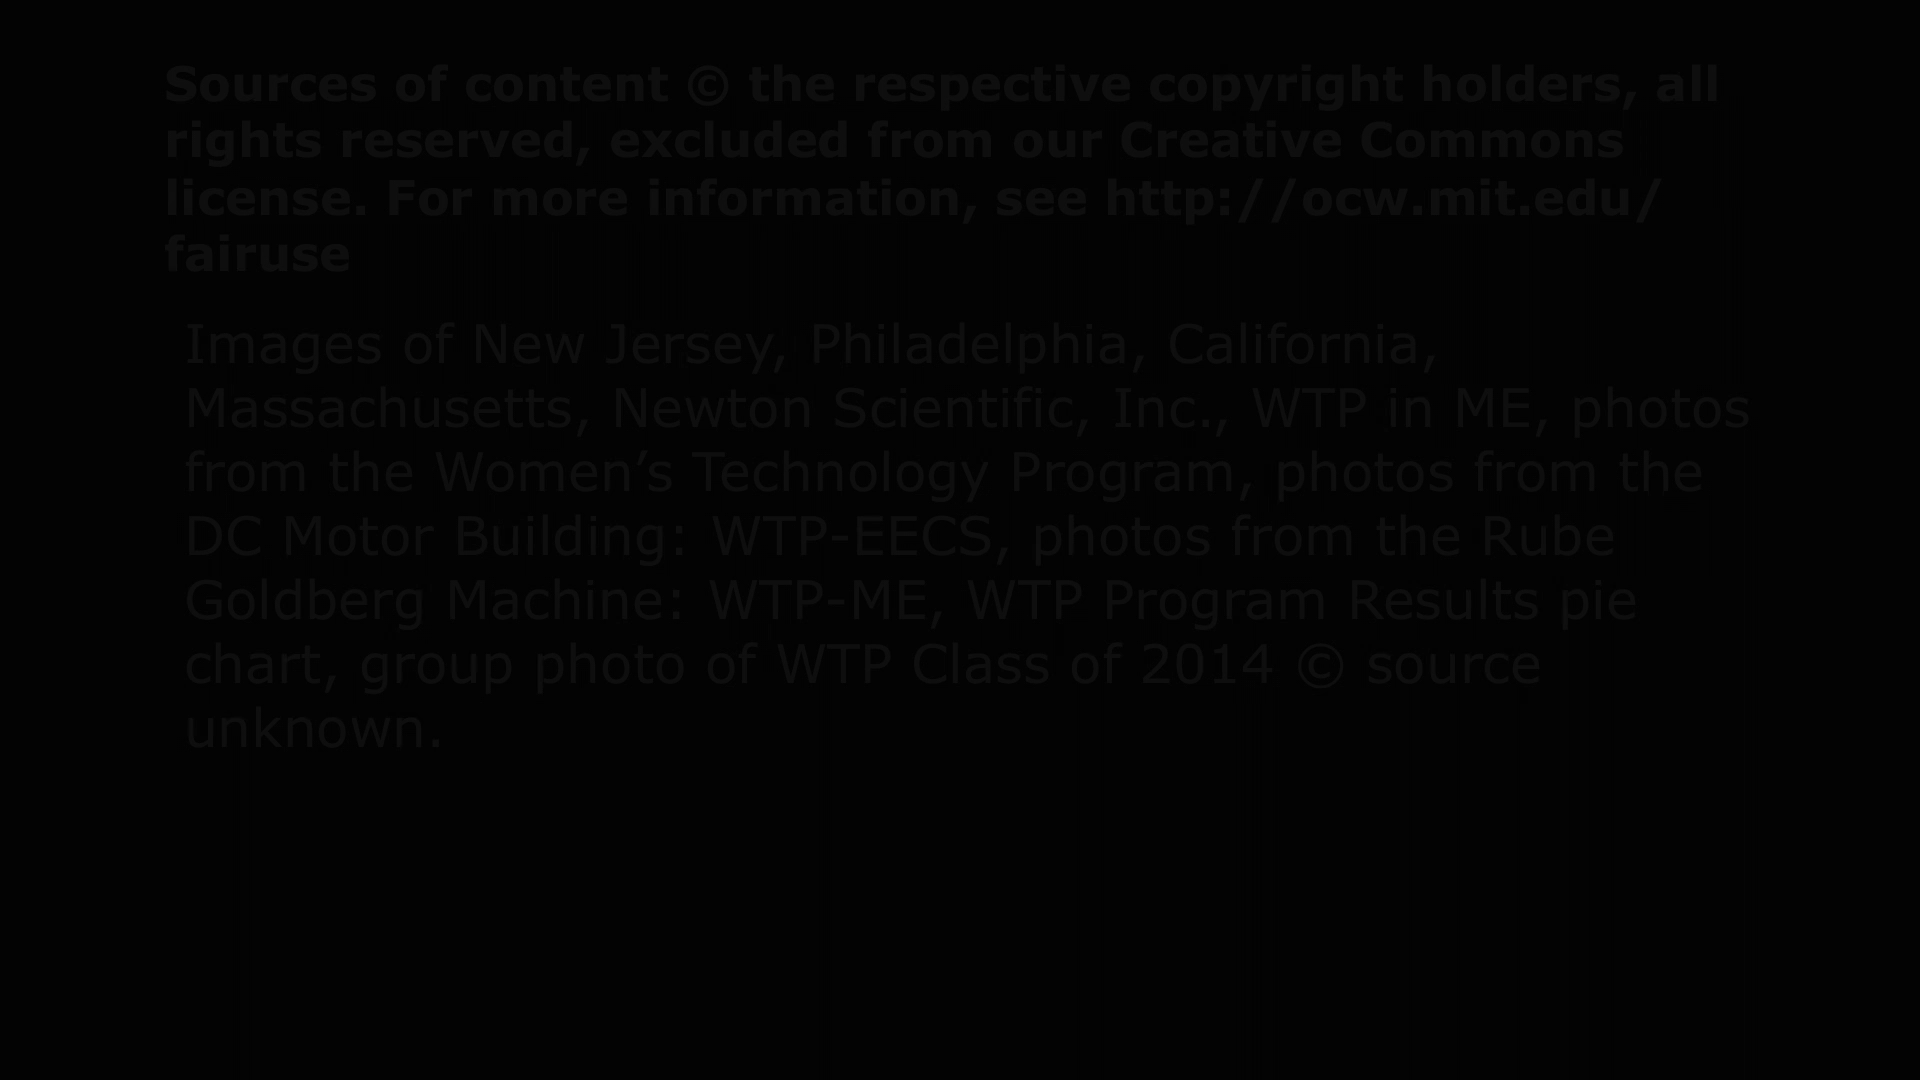 Sources of content © the respective copyright holders, all
rights reserved, excluded from our Creative Commons
license. For more information, see http://ocw.mit.edu/
fairuse
Images of New Jersey, Philadelphia, California,
Massachusetts, Newton Scientific, Inc., WTP in ME, photos
from the Women’s Technology Program, photos from the
DC Motor Building: WTP-EECS, photos from the Rube
Goldberg Machine: WTP-ME, WTP Program Results pie
chart, group photo of WTP Class of 2014 © source
unknown.